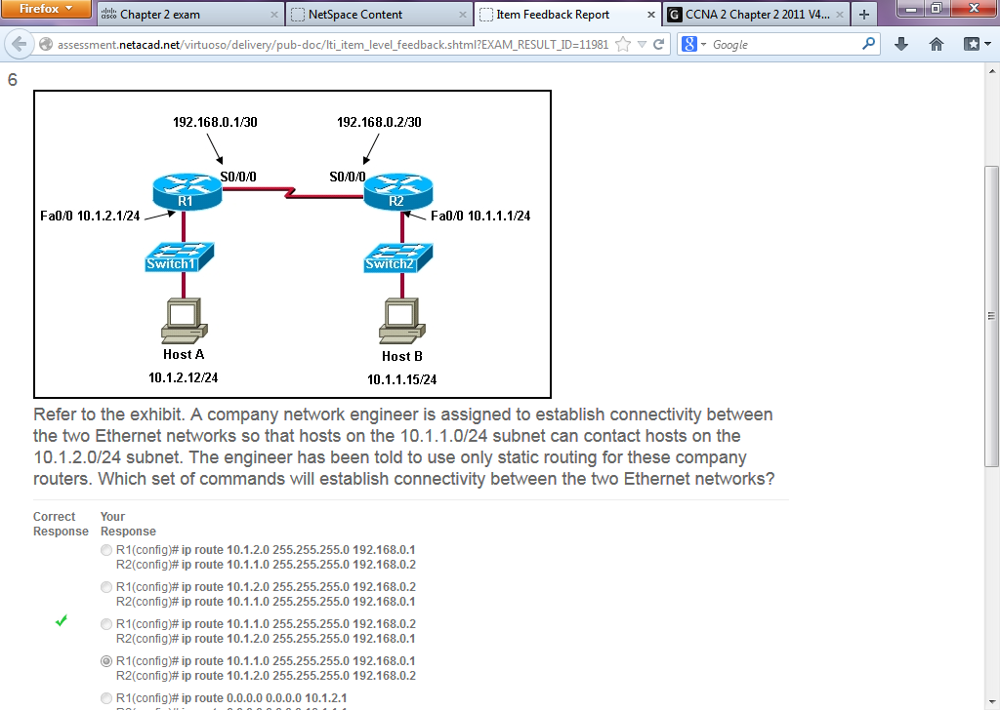 Firefox
Chapter 2 exam
NetSpace Content
Item Feedback Report
CCNA 2 Chapter 2 2011 V4...
assessment.netacad.net/virtuoso/delivery/pub-doc/lti_item_level_feedback.shtml?EXAM_RESULT_ID=11981
Google
6
192.168.0.1/30
192.168.0.2/30
S0/0/0
S0/0/0
R1
R2
Fa0/0 10.1.2.1/24
Fa0/0 10.1.1.1/24
Switch1
Switch2
Host A
Host B
10.1.2.12/24
10.1.1.15/24
Refer to the exhibit. A company network engineer is assigned to establish connectivity between
the two Ethernet networks so that hosts on the 10.1.1.0/24 subnet can contact hosts on the
10.1.2.0/24 subnet. The engineer has been told to use only static routing for these company
routers. Which set of commands will establish connectivity between the two Ethernet networks?
Correct Response
Your Response
R1(config)# ip route 10.1.2.0 255.255.255.0 192.168.0.1
R2(config)# ip route 10.1.1.0 255.255.255.0 192.168.0.2
R1(config)# ip route 10.1.2.0 255.255.255.0 192.168.0.2
R2(config)# ip route 10.1.1.0 255.255.255.0 192.168.0.1
R1(config)# ip route 10.1.1.0 255.255.255.0 192.168.0.2
R2(config)# ip route 10.1.2.0 255.255.255.0 192.168.0.1
R1(config)# ip route 10.1.1.0 255.255.255.0 192.168.0.1
R2(config)# ip route 10.1.2.0 255.255.255.0 192.168.0.2
R1(config)# ip route 0.0.0.0 0.0.0.0 10.1.2.1